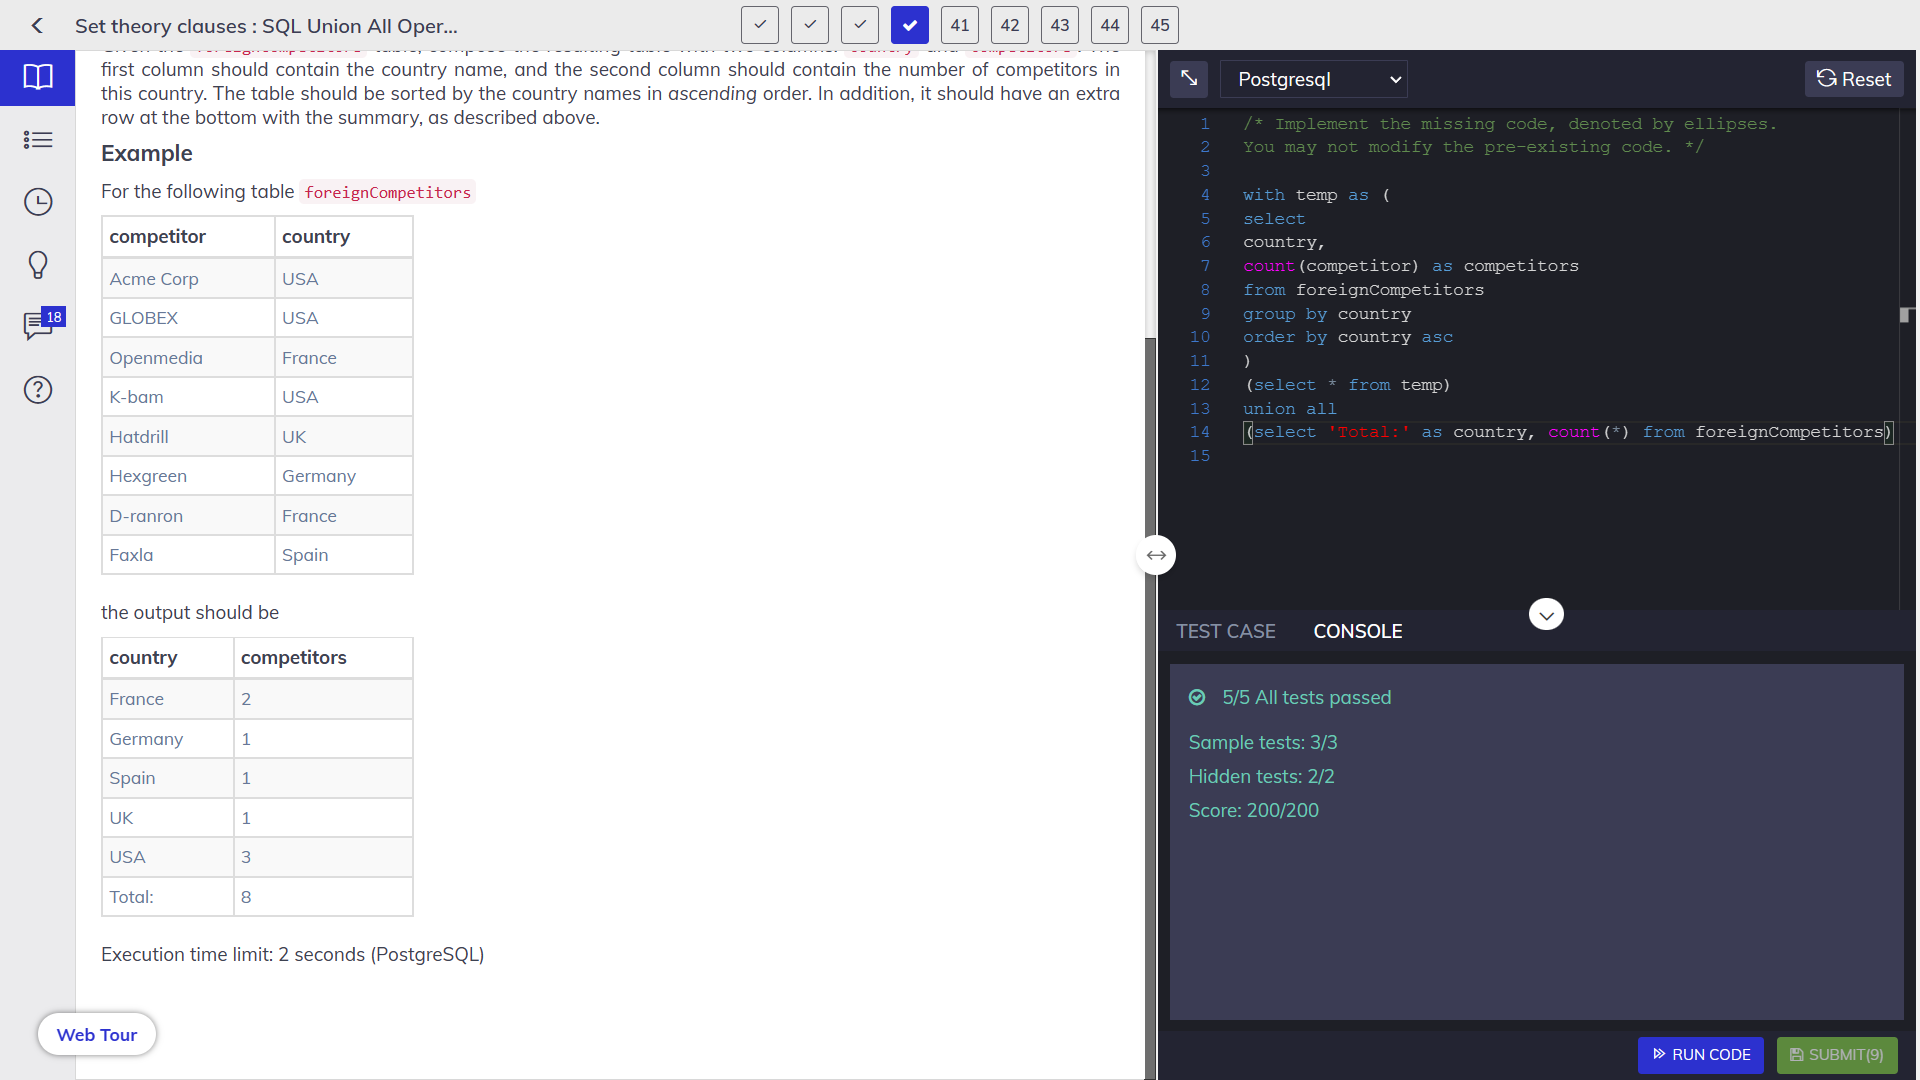 Set theory clauses : SQL Union All Oper...
41
42
43
44
45
first column should contain the country name, and the second column should contain the number of competitors in
this country. The table should be sorted by the country names in ascending order. In addition, it should have an extra
row at the bottom with the summary, as described above.
Example
For the following table foreignCompetitors
competitor country
Acme Corp USA
GLOBEX USA
Openmedia France
K-bam USA
Hatdrill UK
Hexgreen Germany
D-ranron France
Faxla Spain
the output should be
country competitors
France 2
Germany 1
Spain 1
UK 1
USA 3
Total: 8
Execution time limit: 2 seconds (PostgreSQL)
18
Web Tour
Postgresql
Reset
1 /* Implement the missing code, denoted by ellipses.
2 You may not modify the pre-existing code. */
3
4 with temp as (
5 select
6 country,
7 count(competitor) as competitors
8 from foreignCompetitors
9 group by country
10 order by country asc
11 )
12 (select * from temp)
13 union all
14 (select 'Total:' as country, count(*) from foreignCompetitors)
15
TEST CASE CONSOLE
5/5 All tests passed
Sample tests: 3/3
Hidden tests: 2/2
Score: 200/200
RUN CODE
SUBMIT(9)